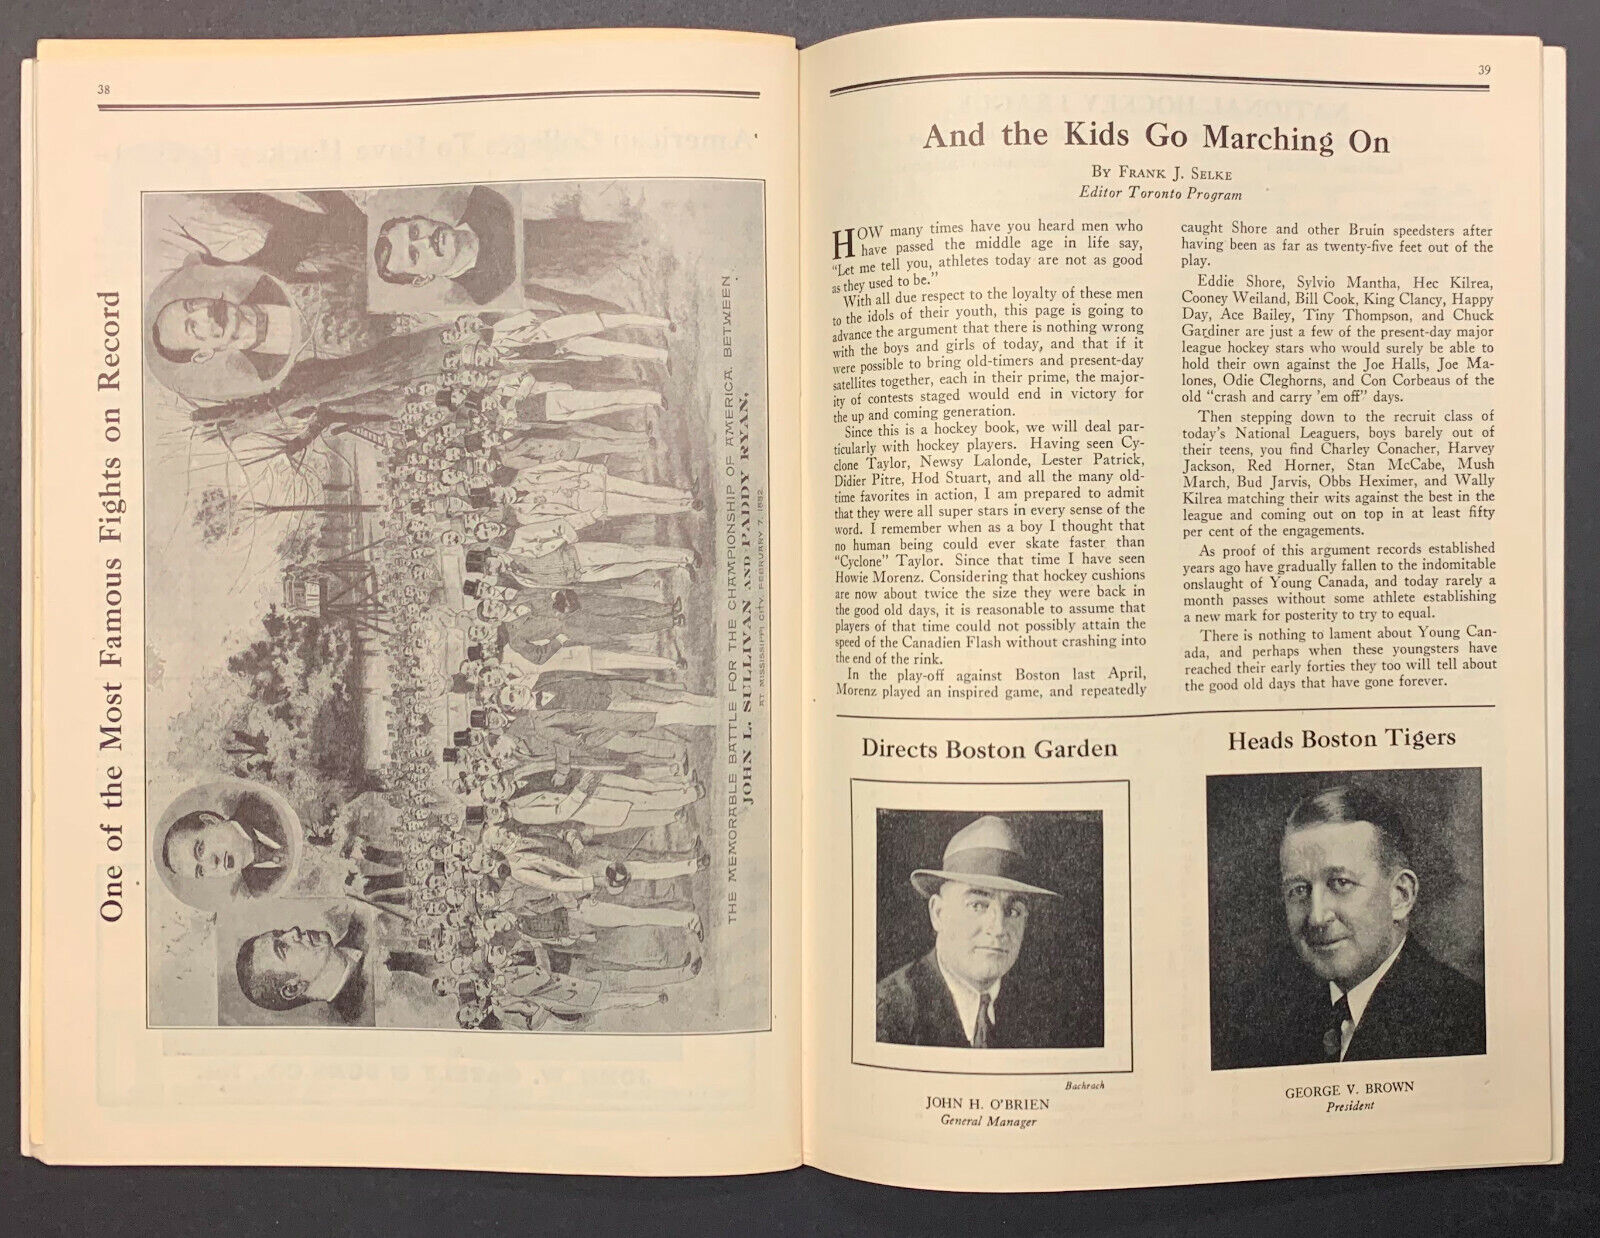 38
One of the Most Famous Fights on Record
THE MEMORABLE BATTLE FOR THE CHAMPIONSHIP OF AMERICA. BETWEEN
JOHN L. SULLIVAN AND PADDY RYAN,
AT MISSISSIPPI CITY, FEBRUARY 7, 1882.
39
And the Kids Go Marching On
By Frank J. Selke
Editor Toronto Program
HOW many times have you heard men who
have passed the middle age in life say,
"Let me tell you, athletes today are not as good
as they used to be."
With all due respect to the loyalty of these men
to the idols of their youth, this page is going to
advance the argument that there is nothing wrong
with the boys and girls of today, and that if it
were possible to bring old-timers and present-day
satellites together, each in their prime, the major-
ity of contests staged would end in victory for
the up and coming generation.
Since this is a hockey book, we will deal par-
ticularly with hockey players. Having seen Cy-
clone Taylor, Newsy Lalonde, Lester Patrick,
Didier Pitre, Hod Stuart, and all the many old-
time favorites in action, I am prepared to admit
that they were all super stars in every sense of the
word. I remember when as a boy I thought that
no human being could ever skate faster than
"Cyclone" Taylor. Since that time I have seen
Howie Morenz. Considering that hockey cushions
are now about twice the size they were back in
the good old days, it is reasonable to assume that
players of that time could not possibly attain the
speed of the Canadien Flash without crashing into
the end of the rink.
In the play-off against Boston last April,
Morenz played an inspired game, and repeatedly
caught Shore and other Bruin speedsters after
having been as far as twenty-five feet out of the
play.
Eddie Shore, Sylvio Mantha, Hec Kilrea,
Cooney Weiland, Bill Cook, King Clancy, Happy
Day, Ace Bailey, Tiny Thompson, and Chuck
Gardiner are just a few of the present-day major
league hockey stars who would surely be able to
hold their own against the Joe Halls, Joe Ma-
lones, Odie Cleghorns, and Con Corbeaus of the
old "crash and carry 'em off" days.
Then stepping down to the recruit class of
today's National Leaguers, boys barely out of
their teens, you find Charley Conacher, Harvey
Jackson, Red Horner, Stan McCabe, Mush
March, Bud Jarvis, Obbs Heximer, and Wally
Kilrea matching their wits against the best in the
league and coming out on top in at least fifty
per cent of the engagements.
As proof of this argument records established
years ago have gradually fallen to the indomitable
onslaught of Young Canada, and today rarely a
month passes without some athlete establishing
a new mark for posterity to try to equal.
There is nothing to lament about Young Can-
ada, and perhaps when these youngsters have
reached their early forties they too will tell about
the good old days that have gone forever.
Directs Boston Garden
Bachrach
JOHN H. O'BRIEN
General Manager
Heads Boston Tigers
GEORGE V. BROWN
President